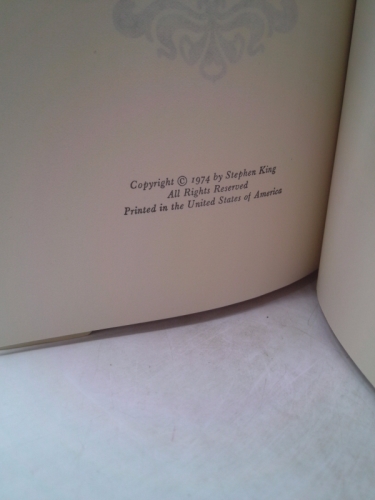 Copyright © 1974 by Stephen King
All Rights Reserved
Printed in the United States of America